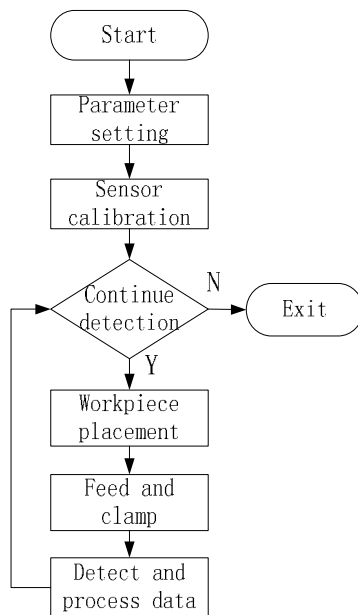 Start
Parameter
setting
Sensor
calibration
Continue
detection
N
Exit
Y
Workpiece
placement
Feed and
clamp
Detect and
process data